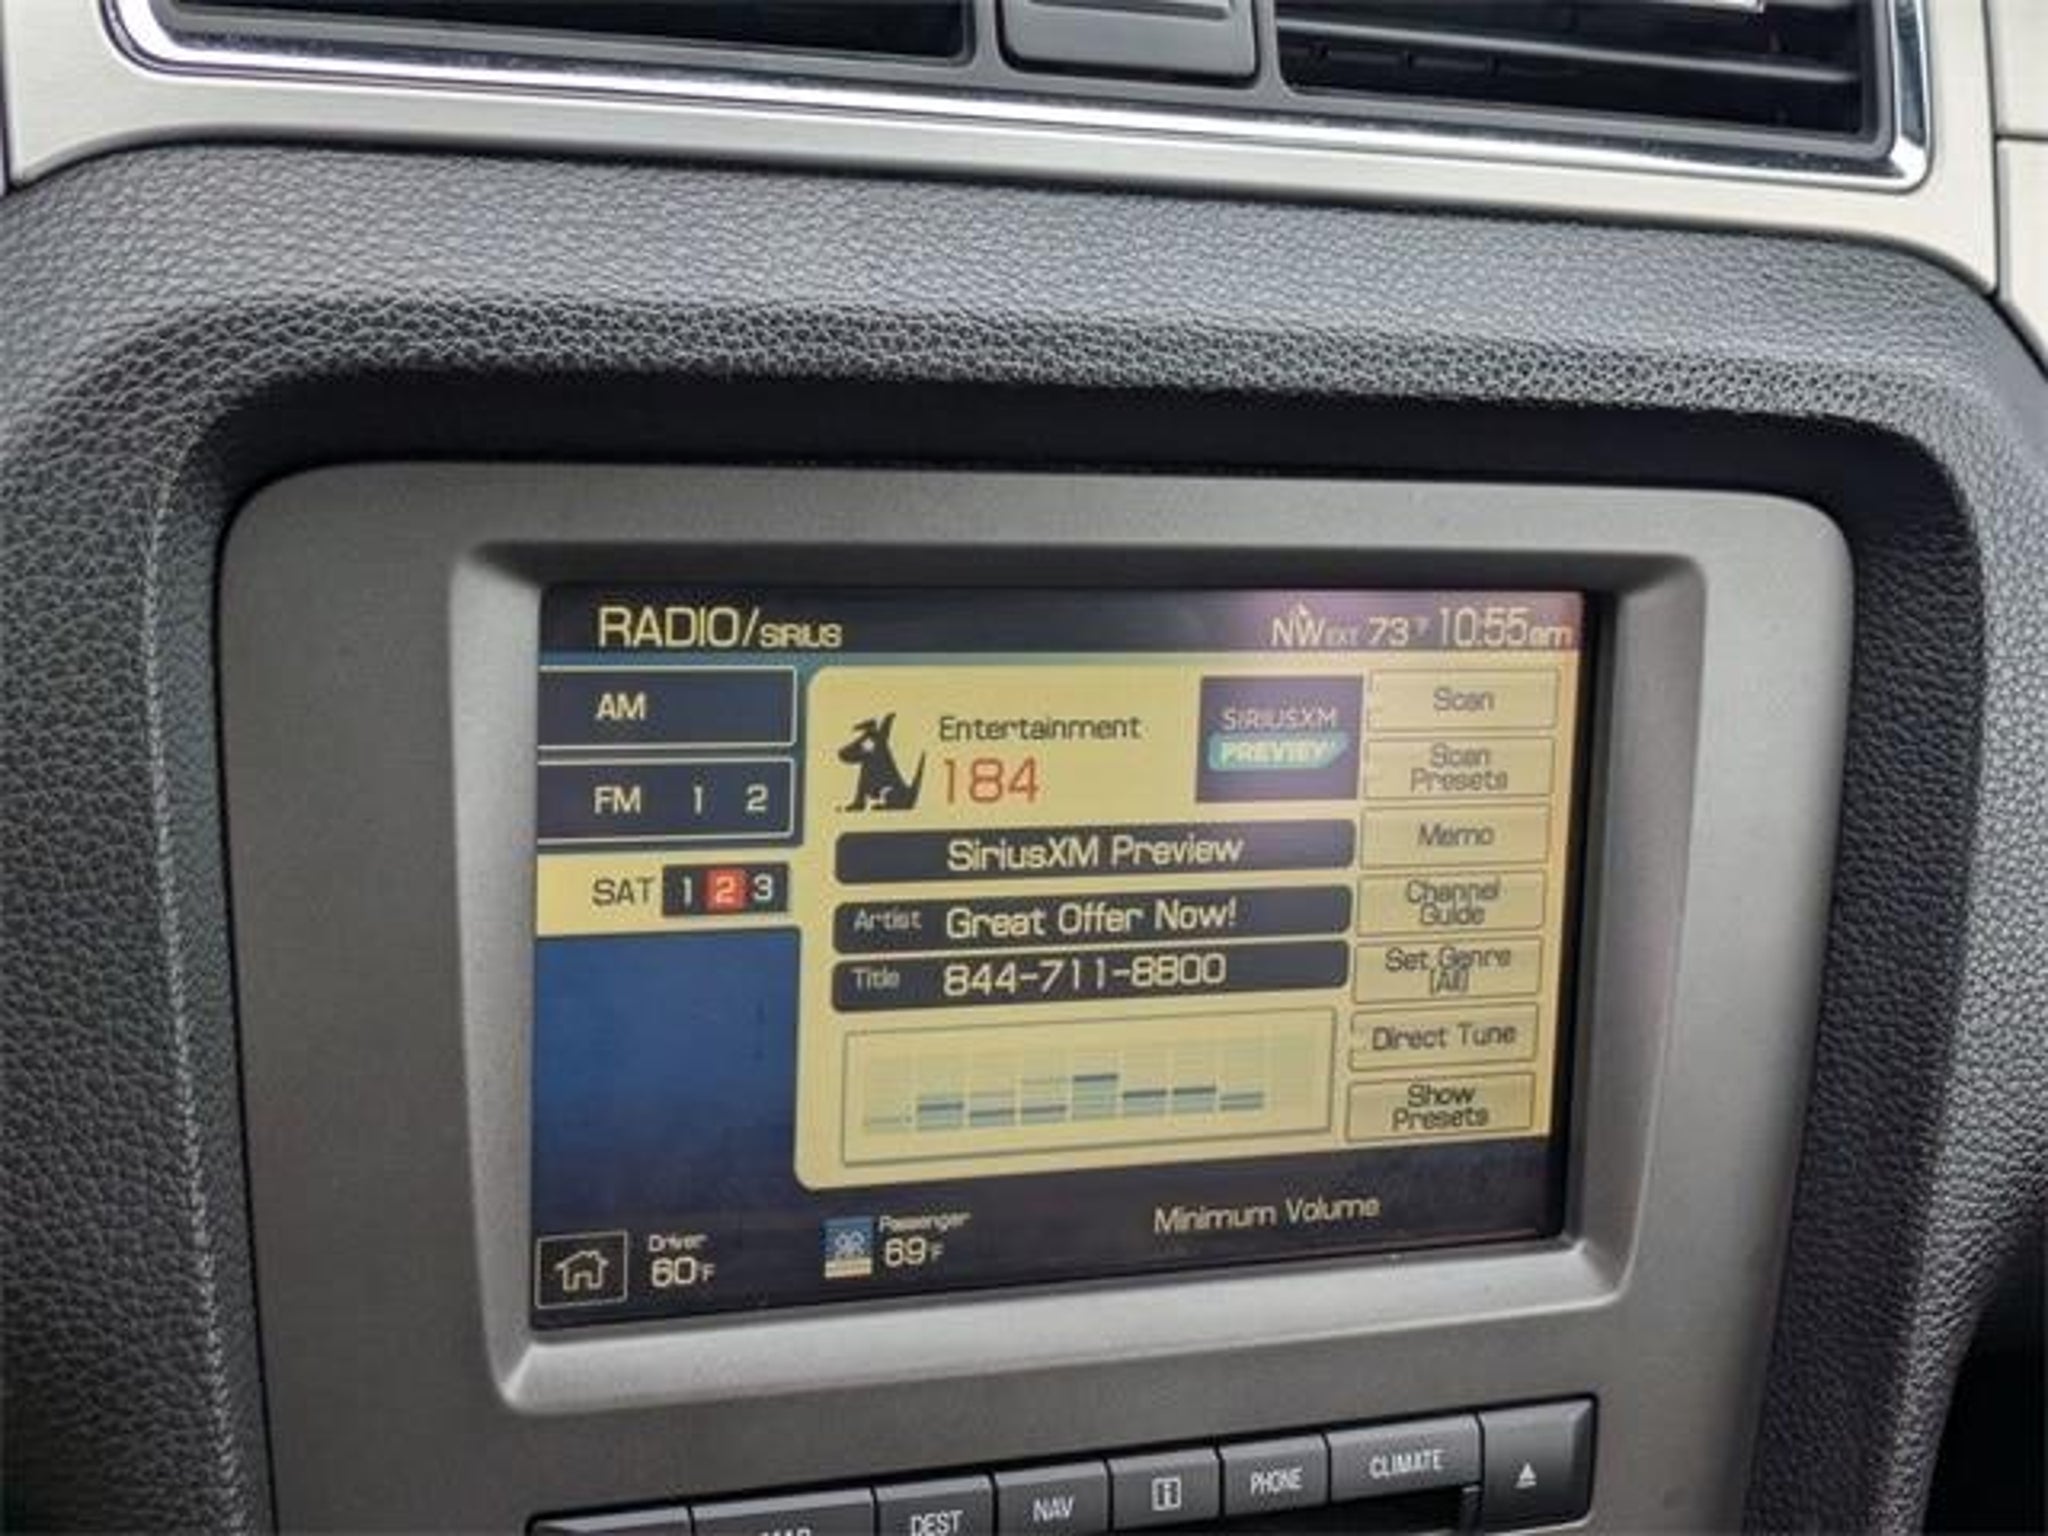 RADIO/SIRIUS
NW EXT 73°F 10:55am
AM
FM 1 2
SAT 1 2 3
Entertainment
184
SIRIUSXM
PREVIEW
SiriusXM Preview
Artist Great Offer Now!
Title 844-711-8800
Scan
Scan
Presets
Memo
Channel
Guide
Set Genre
[All]
Direct Tune
Show
Presets
Driver
60°F
Passenger
69°F
Minimum Volume
MAP
DEST
NAV
i
PHONE
CLIMATE